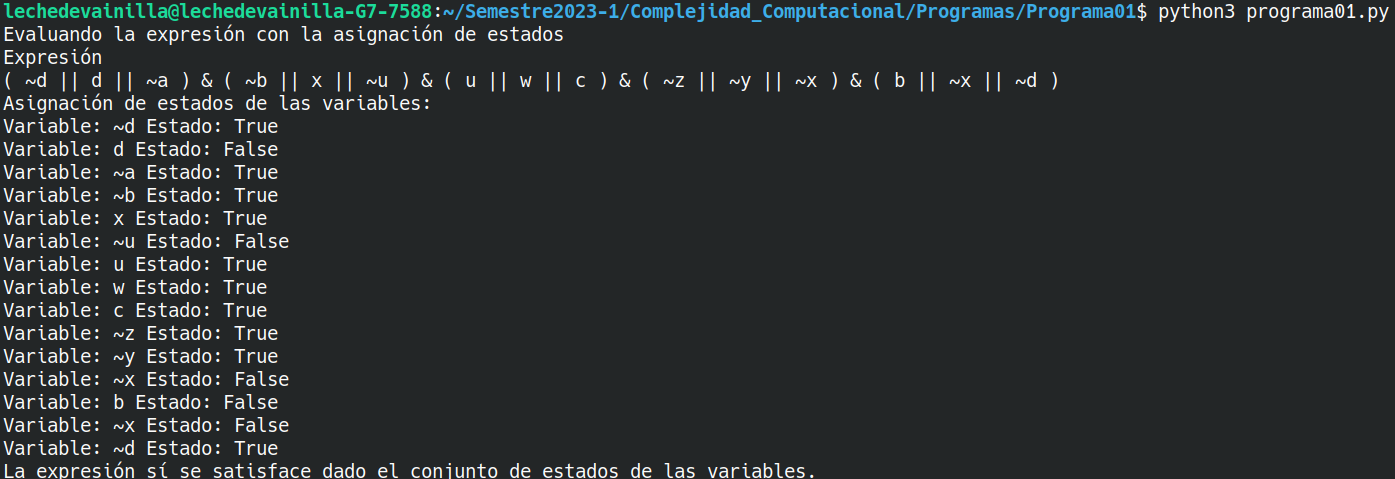 lechedevainilla@lechedevainilla-G7-7588:~/Semestre2023-1/Complejidad_Computacional/Programas/Programa01$ python3 programa01.py
Evaluando la expresión con la asignación de estados
Expresión
( ~d || d || ~a ) & ( ~b || x || ~u ) & ( u || w || c ) & ( ~z || ~y || ~x ) & ( b || ~x || ~d )
Asignación de estados de las variables:
Variable: ~d Estado: True
Variable: d Estado: False
Variable: ~a Estado: True
Variable: ~b Estado: True
Variable: x Estado: True
Variable: ~u Estado: False
Variable: u Estado: True
Variable: w Estado: True
Variable: c Estado: True
Variable: ~z Estado: True
Variable: ~y Estado: True
Variable: ~x Estado: False
Variable: b Estado: False
Variable: ~x Estado: False
Variable: ~d Estado: True
La expresión sí se satisface dado el conjunto de estados de las variables.